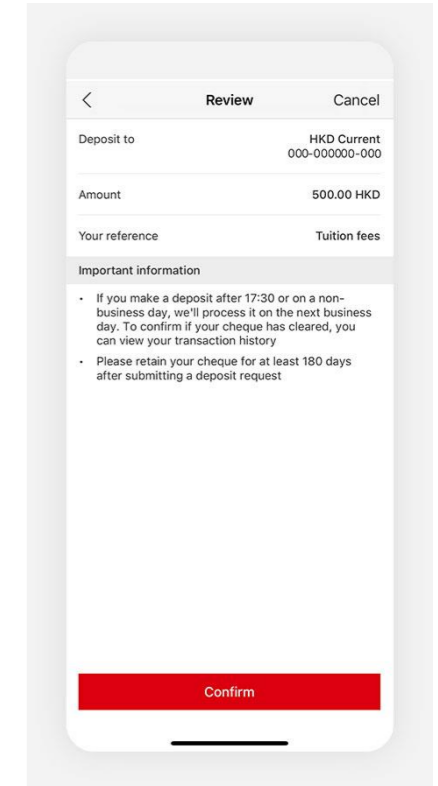 Review
Cancel
Deposit to
HKD Current
000-000000-000
Amount
500.00 HKD
Your reference
Tuition fees
Important information
• If you make a deposit after 17:30 or on a non-
business day, we'll process it on the next business
day. To confirm if your cheque has cleared, you
can view your transaction history
• Please retain your cheque for at least 180 days
after submitting a deposit request
Confirm